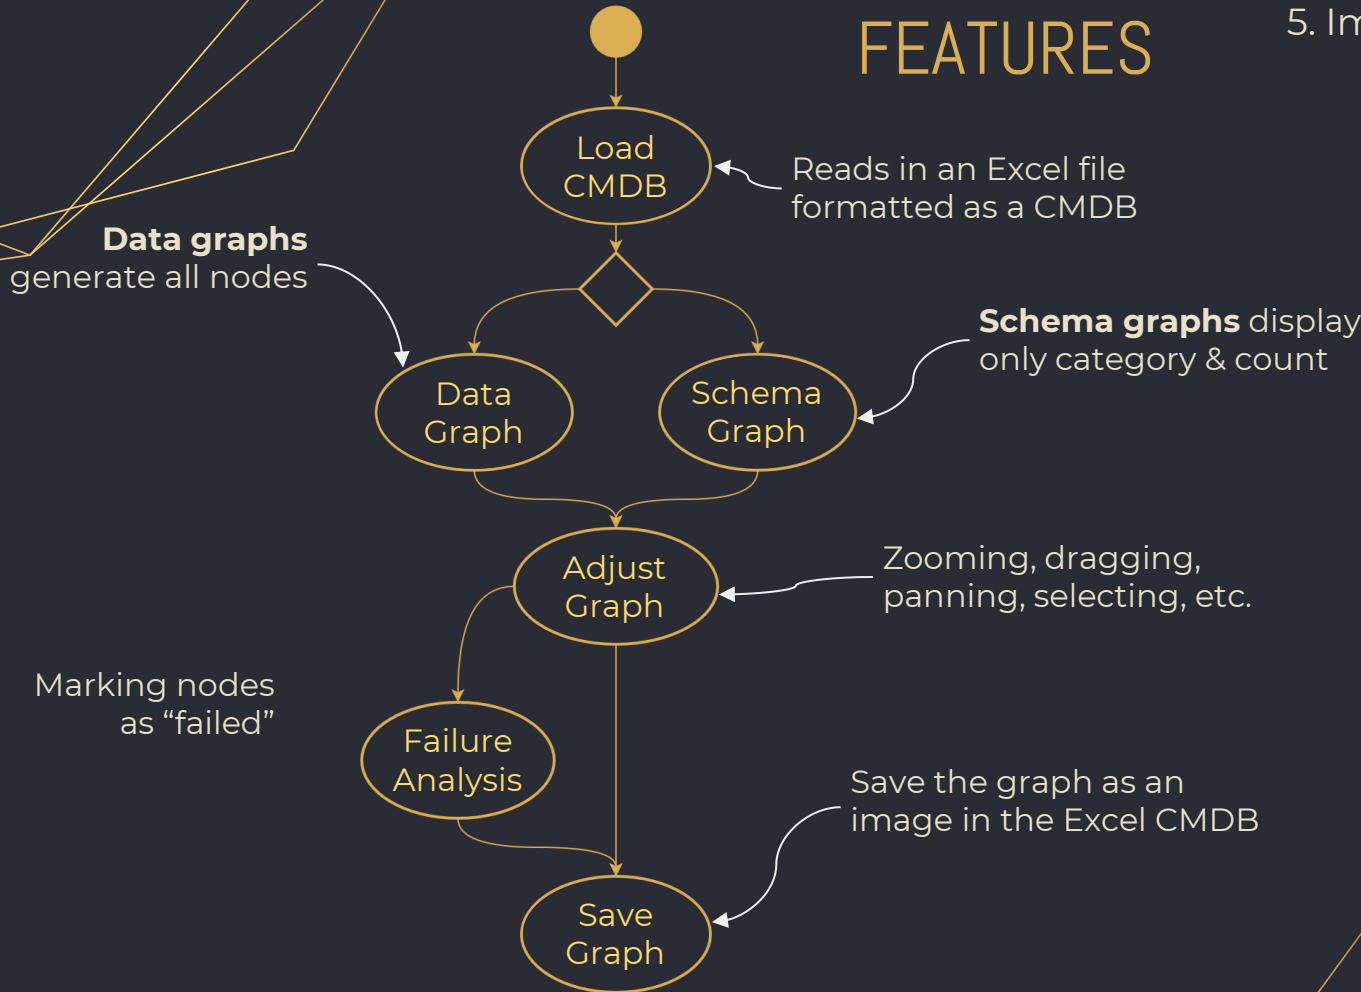 FEATURES
5. Im
Load
CMDB
Reads in an Excel file
formatted as a CMDB
Data graphs
generate all nodes
Schema graphs display
only category & count
Data
Graph
Schema
Graph
Adjust
Graph
Zooming, dragging,
panning, selecting, etc.
Marking nodes
as “failed”
Failure
Analysis
Save the graph as an
image in the Excel CMDB
Save
Graph